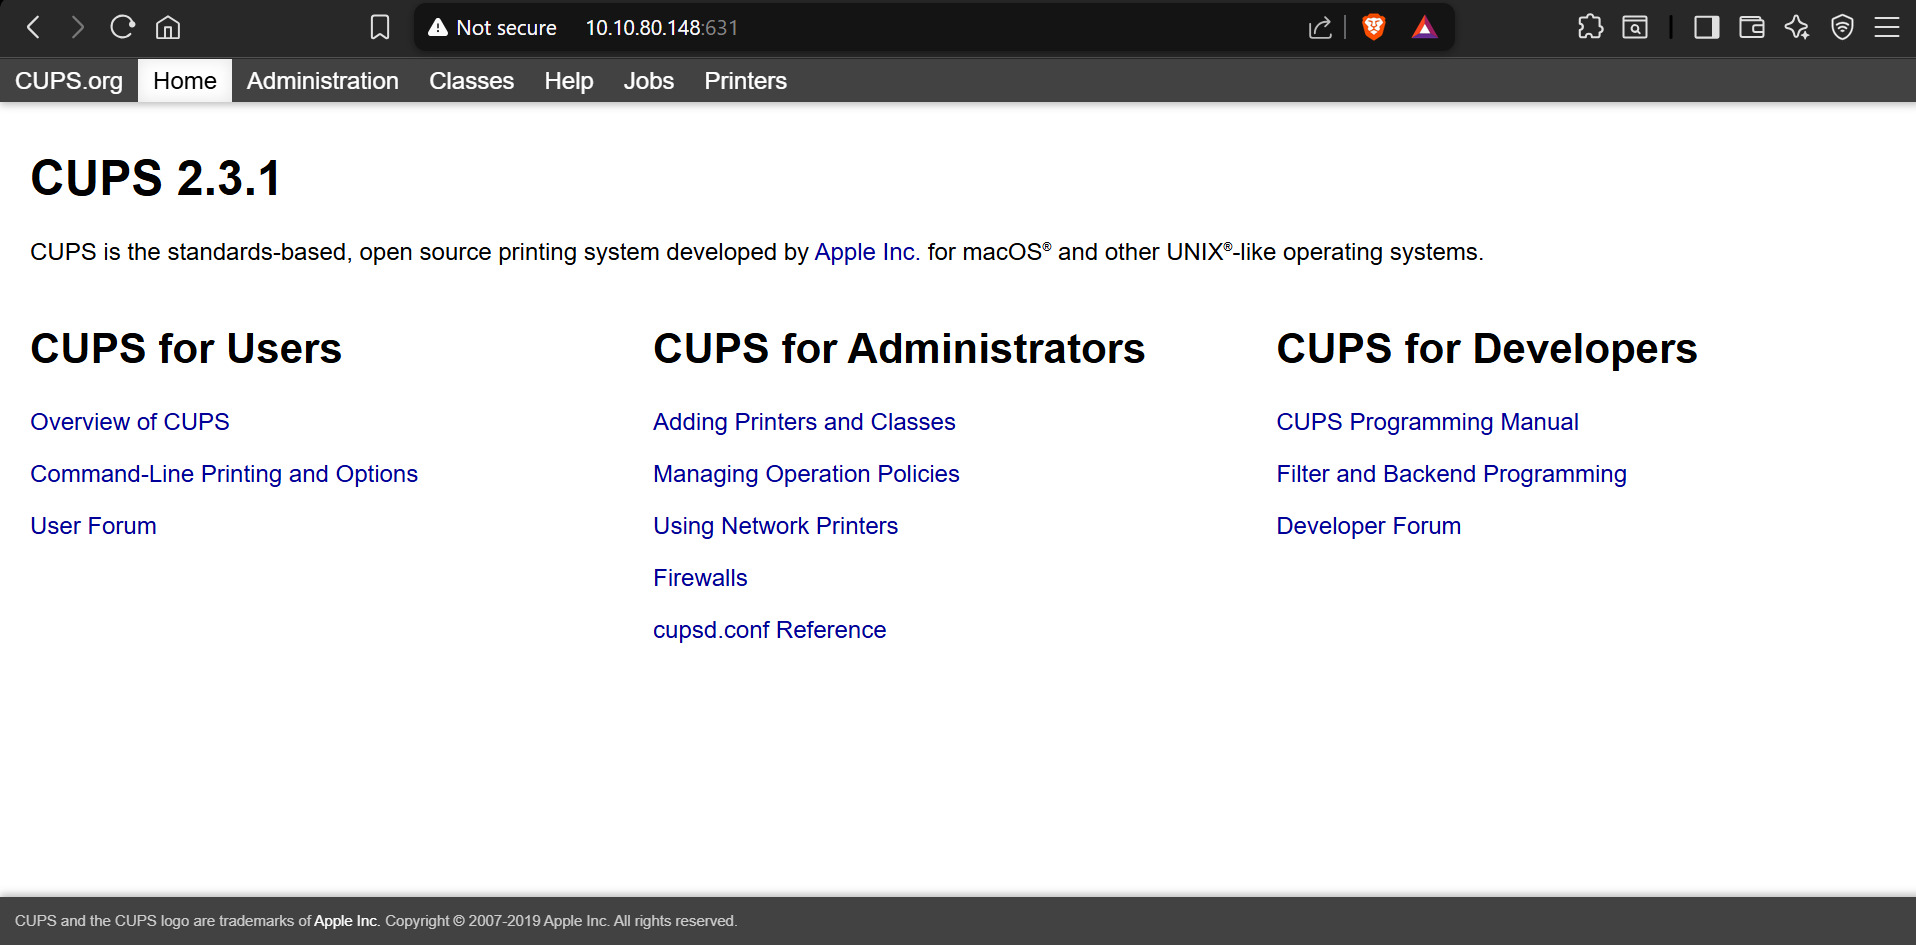 Not secure 10.10.80.148:631
CUPS.org Home Administration Classes Help Jobs Printers
CUPS 2.3.1
CUPS is the standards-based, open source printing system developed by Apple Inc. for macOS® and other UNIX®-like operating systems.
CUPS for Users
Overview of CUPS
Command-Line Printing and Options
User Forum
CUPS for Administrators
Adding Printers and Classes
Managing Operation Policies
Using Network Printers
Firewalls
cupsd.conf Reference
CUPS for Developers
CUPS Programming Manual
Filter and Backend Programming
Developer Forum
CUPS and the CUPS logo are trademarks of Apple Inc. Copyright © 2007-2019 Apple Inc. All rights reserved.